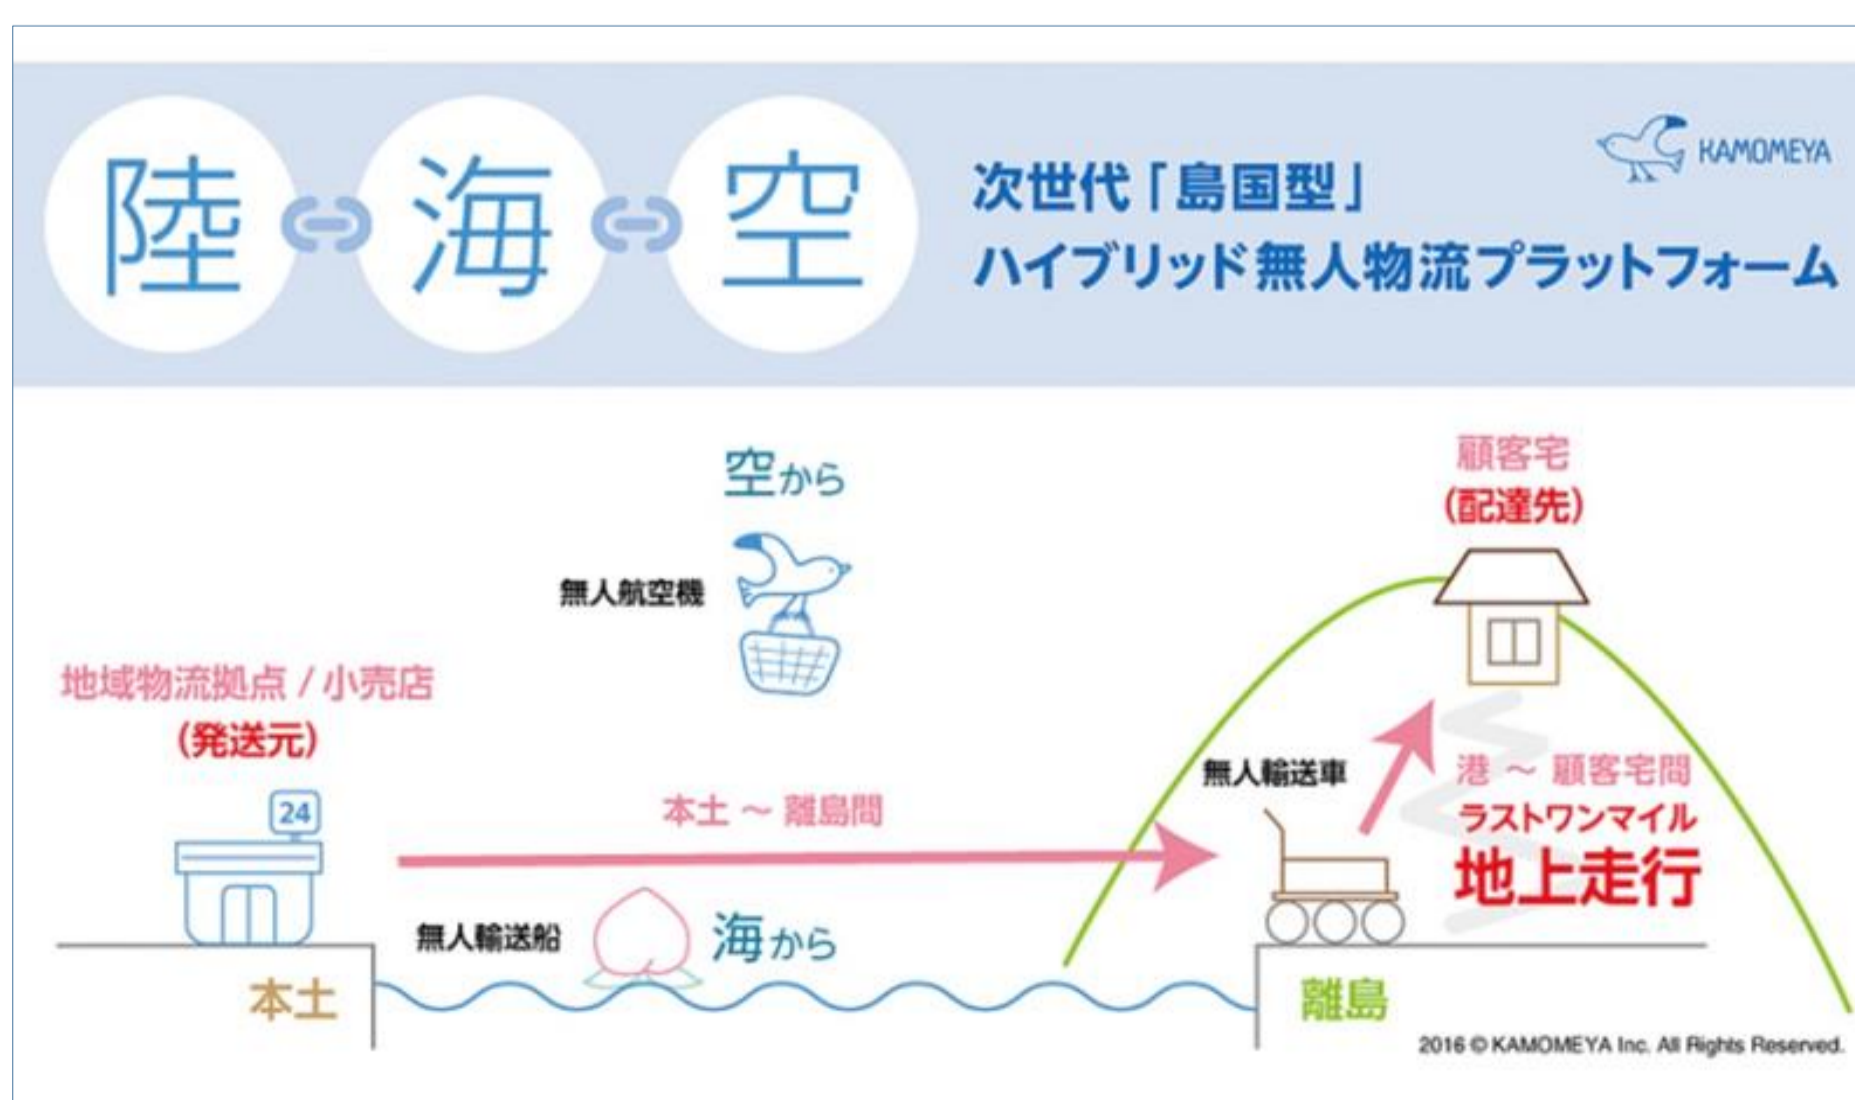 陸 海 空
次世代「島国型」
ハイブリッド無人物流プラットフォーム
KAMOMEYA
空から
無人航空機
顧客宅
(配達先)
地域物流拠点 / 小売店
(発送元)
24
本土 ～ 離島間
無人輸送車
港 ～ 顧客宅間
ラストワンマイル
地上走行
無人輸送船
海から
本土
離島
2016 © KAMOMEYA Inc. All Rights Reserved.